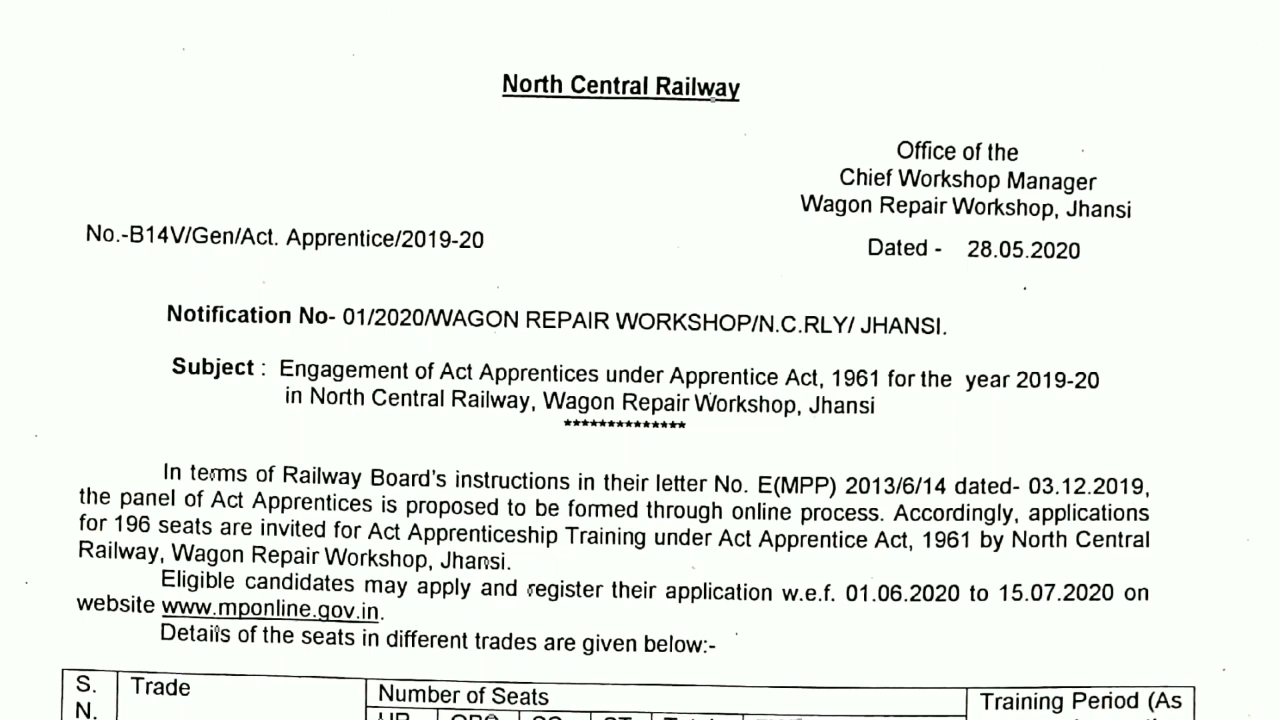 North Central Railway
Office of the
Chief Workshop Manager
Wagon Repair Workshop, Jhansi
No.-B14V/Gen/Act. Apprentice/2019-20
Dated - 28.05.2020
Notification No- 01/2020/WAGON REPAIR WORKSHOP/N.C.RLY/ JHANSI.
Subject : Engagement of Act Apprentices under Apprentice Act, 1961 for the year 2019-20
in North Central Railway, Wagon Repair Workshop, Jhansi
**************
In terms of Railway Board's instructions in their letter No. E(MPP) 2013/6/14 dated- 03.12.2019,
the panel of Act Apprentices is proposed to be formed through online process. Accordingly, applications
for 196 seats are invited for Act Apprenticeship Training under Act Apprentice Act, 1961 by North Central
Railway, Wagon Repair Workshop, Jhansi.
Eligible candidates may apply and register their application w.e.f. 01.06.2020 to 15.07.2020 on
website www.mponline.gov.in.
Details of the seats in different trades are given below:-
S. Trade Number of Seats Training Period (As
N.